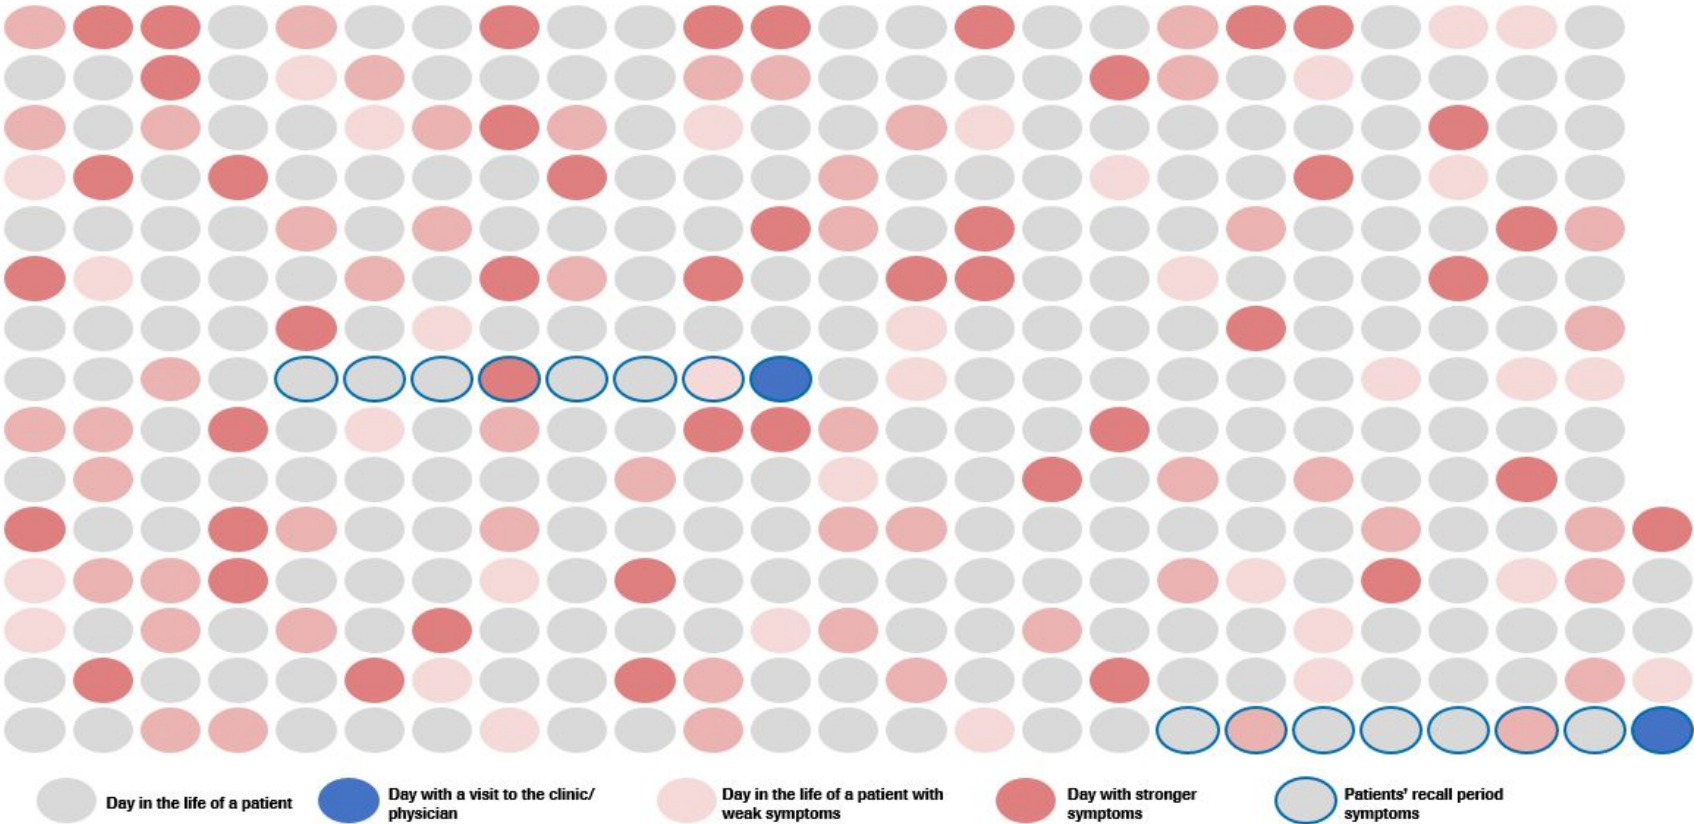 Day in the life of a patient
Day with a visit to the clinic/
physician
Day in the life of a patient with
weak symptoms
Day with stronger
symptoms
Patients' recall period
symptoms